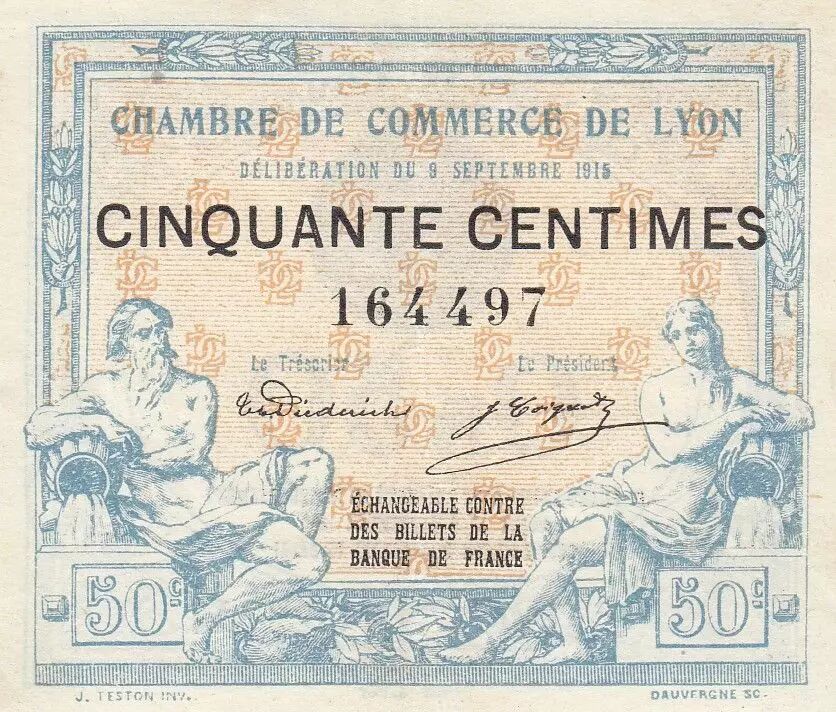 CHAMBRE DE COMMERCE DE LYON
DÉLIBÉRATION DU 9 SEPTEMBRE 1915
CINQUANTE CENTIMES
164497
Le Trésorier Le Président
ÉCHANGEABLE CONTRE
DES BILLETS DE LA
BANQUE DE FRANCE
50c. 50c.
J. TESTON INV. DAUVERGNE SC.